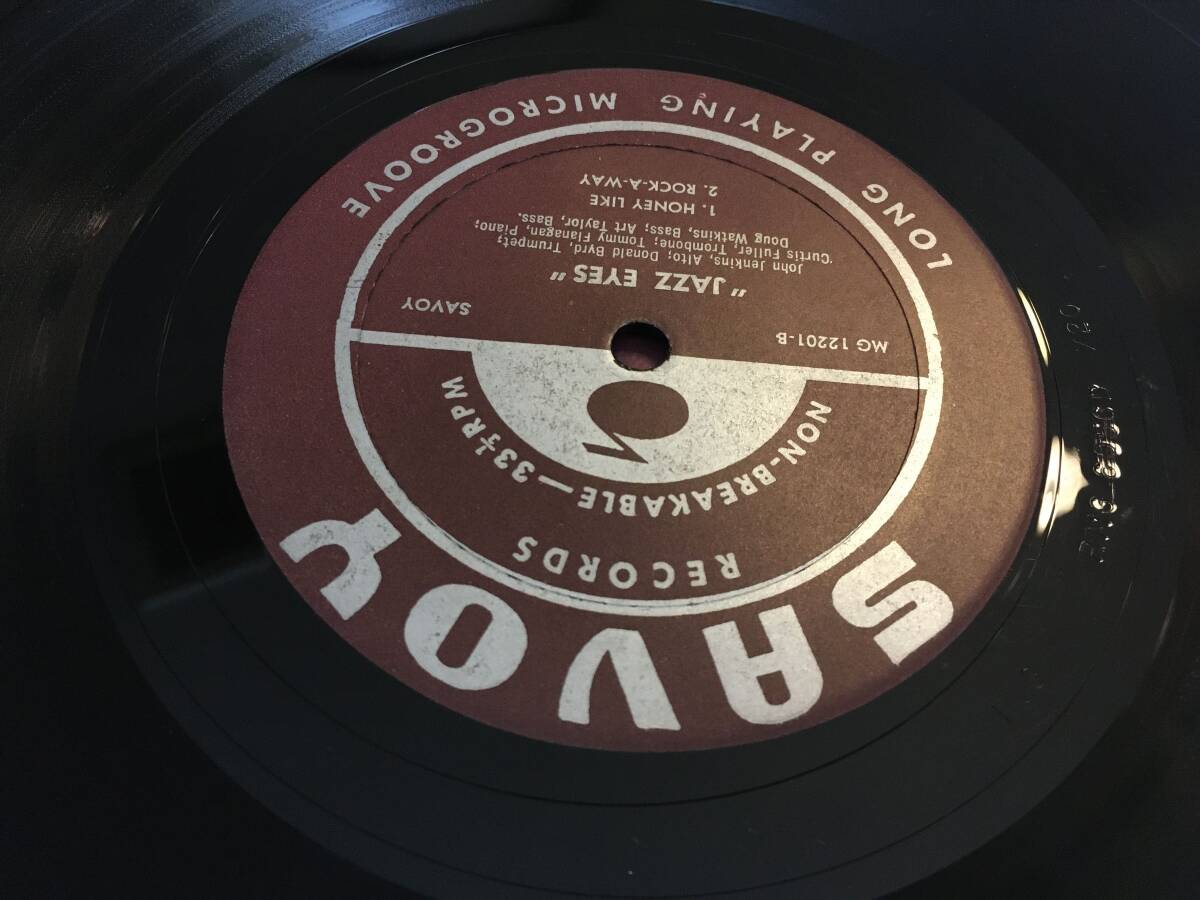 SAVOY
RECORDS
NON-BREAKABLE—33⅓RPM
MG 12201-B
SAVOY
"JAZZ EYES"
John Jenkins, Alto; Donald Byrd, Trumpet;
Curtis Fuller, Trombone; Tommy Flanagan, Piano;
Doug Watkins, Bass; Art Taylor, Bass.
1. HONEY LIKE
2. ROCK-A-WAY
LONG PLAYING MICROGROOVE